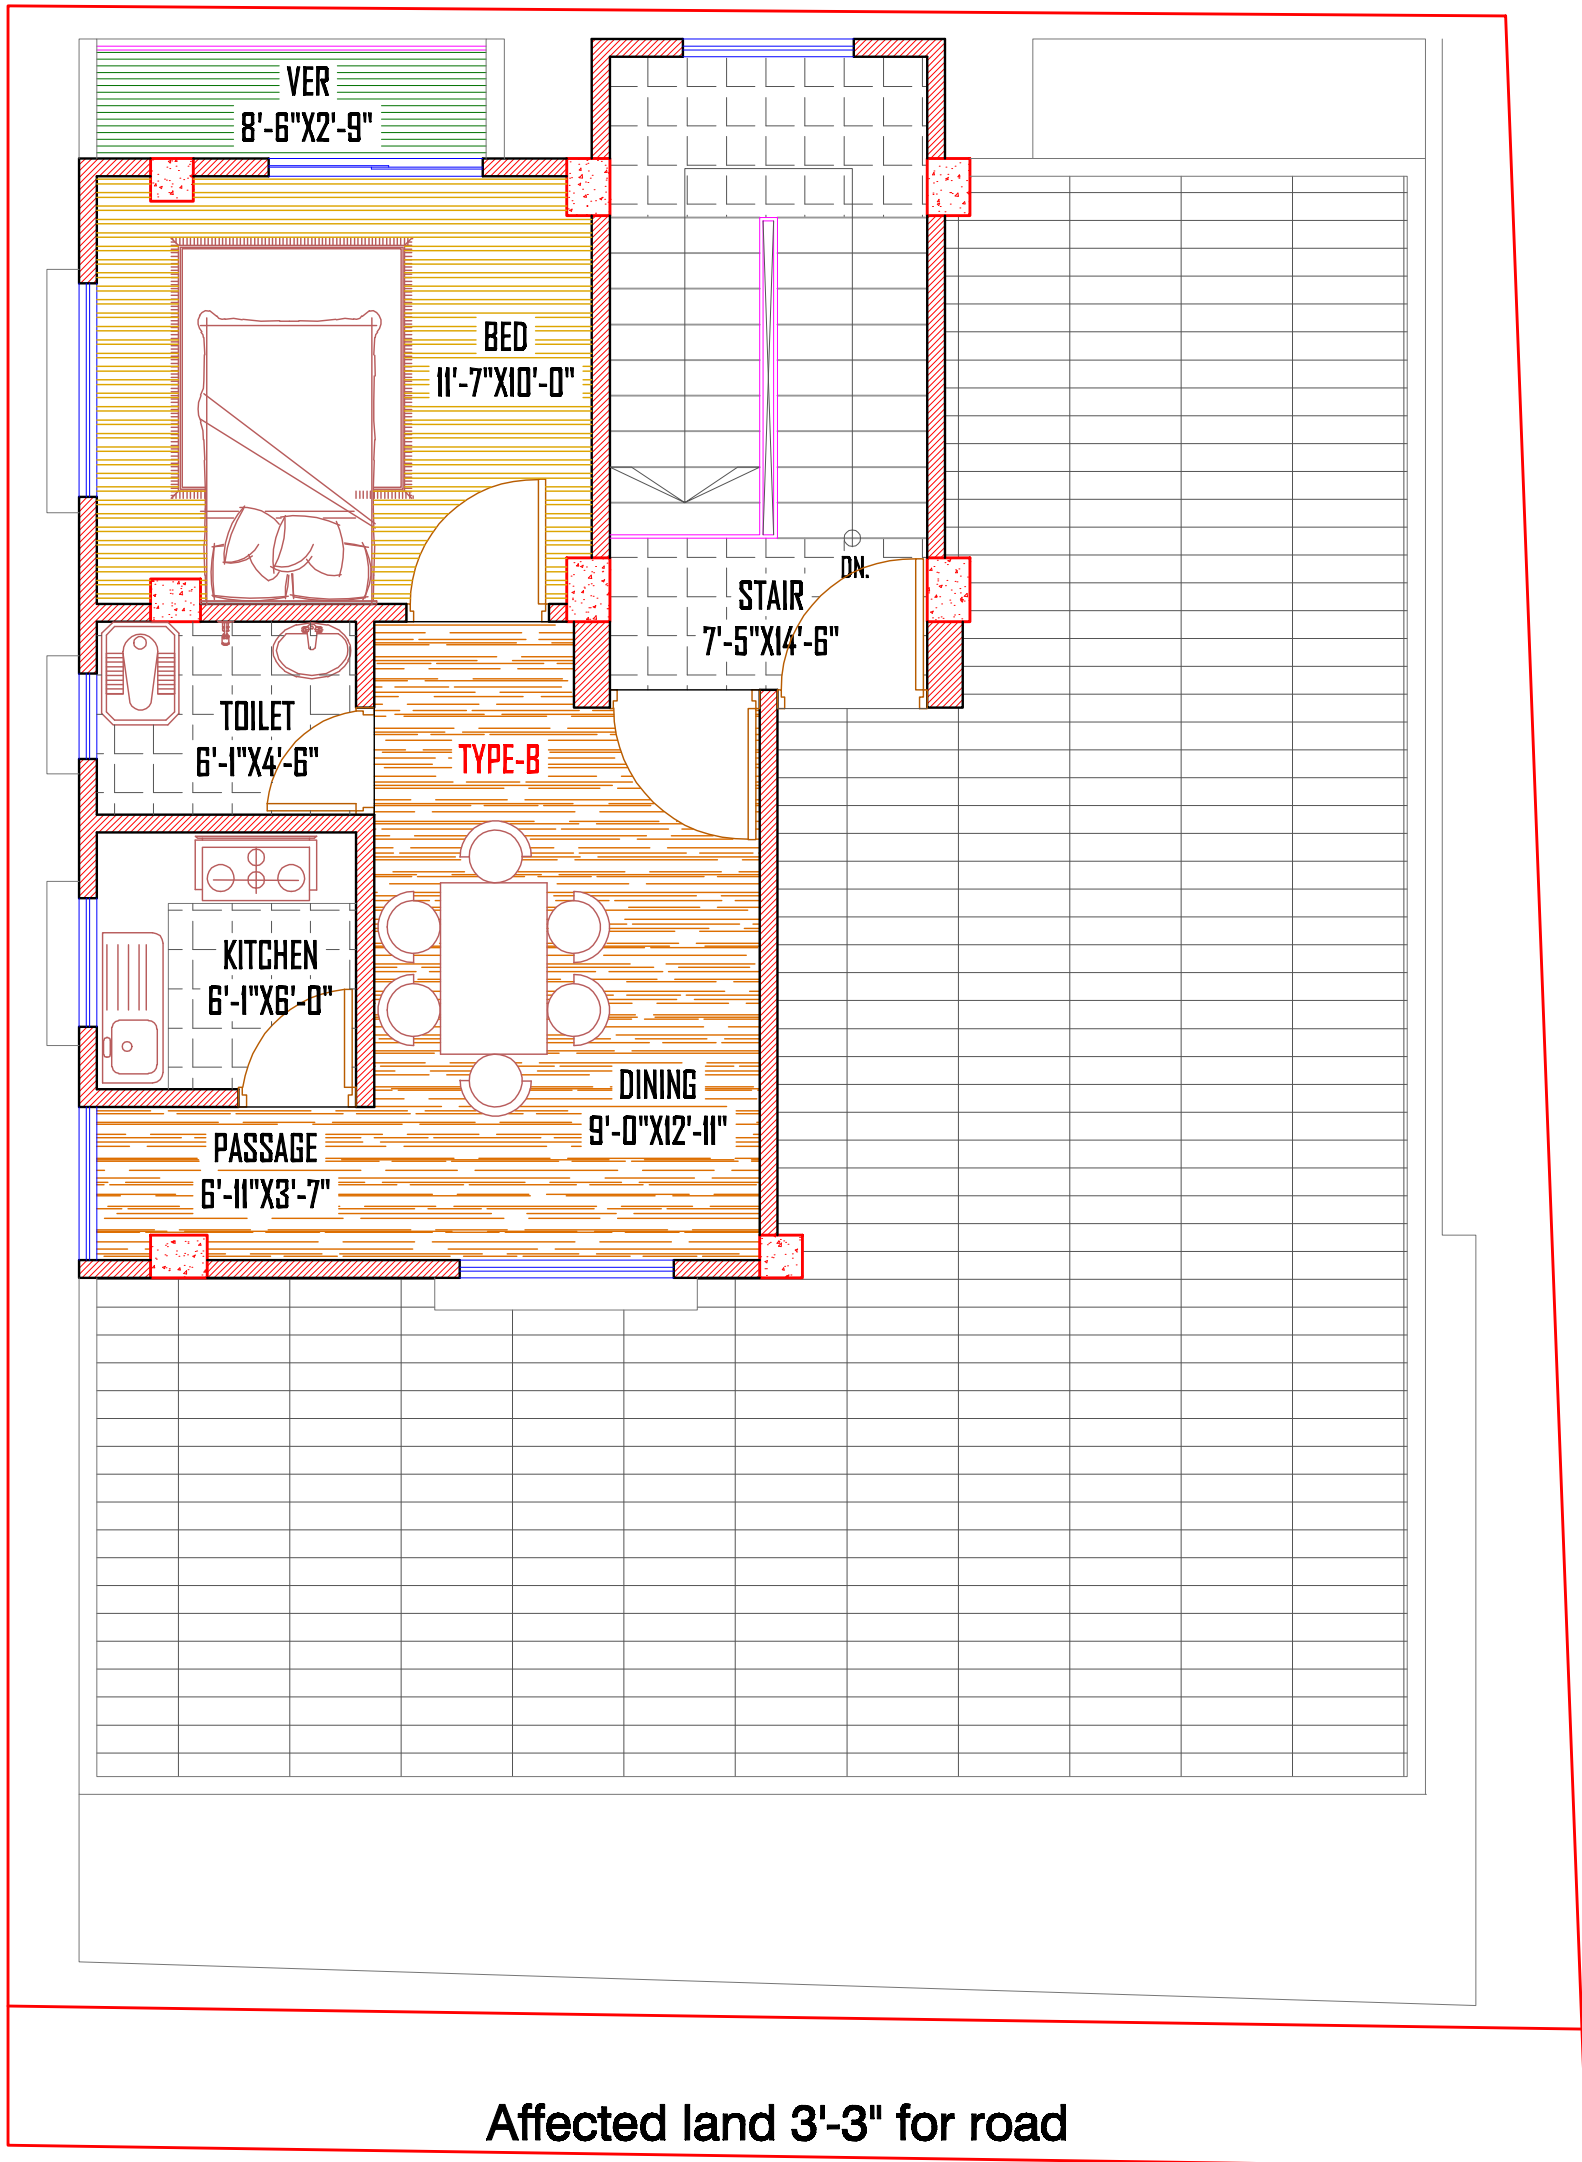 VER
8'-6"X2'-9"
BED
11'-7"X10'-0"
DN.
STAIR
7'-5"X14'-6"
TOILET
6'-1"X4'-6"
TYPE-B
KITCHEN
6'-1"X6'-0"
DINING
9'-0"X12'-11"
PASSAGE
6'-11"X3'-7"
Affected land 3'-3" for road